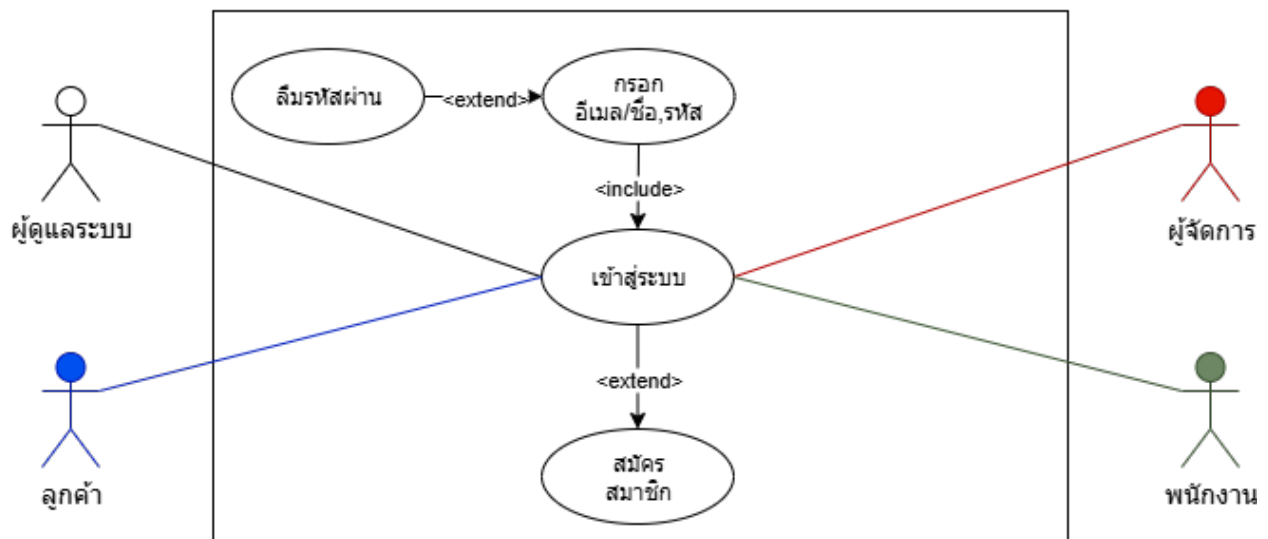 ลืมรหัสผ่าน
<extend>
กรอก
อีเมล/ชื่อ,รหัส
<include>
ผู้ดูแลระบบ
ผู้จัดการ
เข้าสู่ระบบ
<extend>
สมัคร
สมาชิก
ลูกค้า
พนักงาน